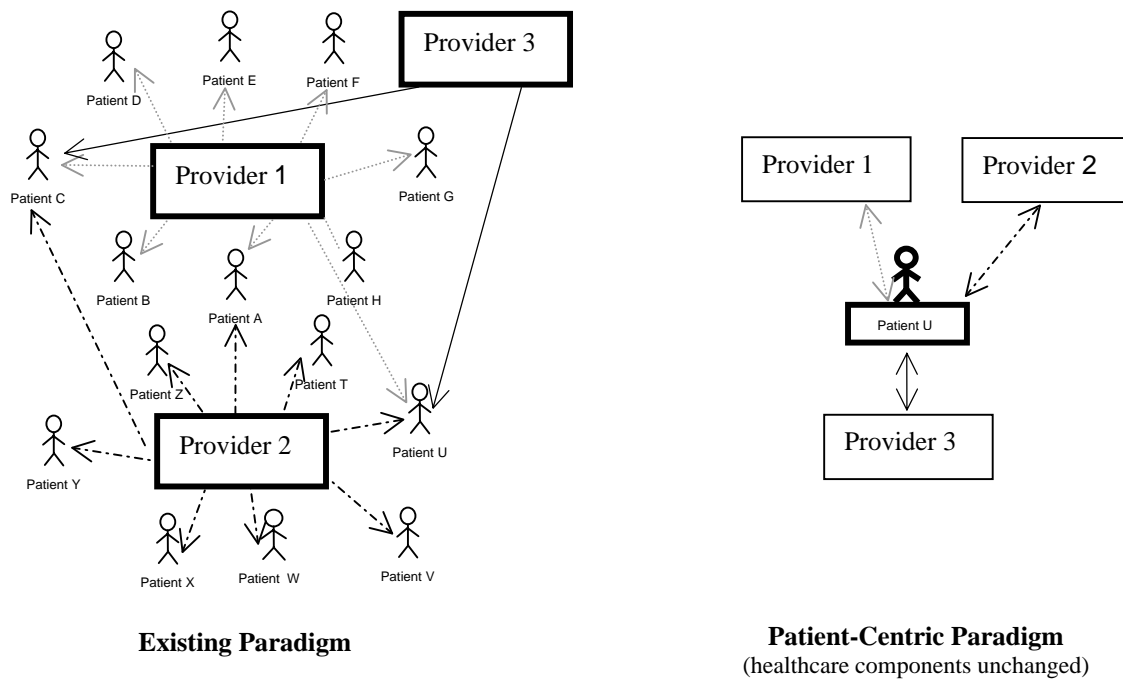 Provider 3
Patient E
Patient F
Patient D
Provider 1
Patient C
Patient G
Patient B
Patient H
Patient A
Patient Z
Patient T
Provider 2
Patient U
Patient Y
Patient X
Patient W
Patient V
Existing Paradigm
Provider 1
Provider 2
Patient U
Provider 3
Patient-Centric Paradigm
(healthcare components unchanged)